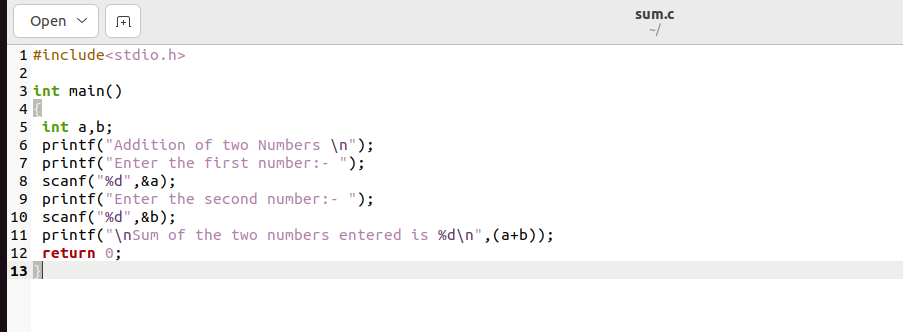 Open
sum.c
~/
1 #include<stdio.h>
2
3 int main()
4 {
5  int a,b;
6  printf("Addition of two Numbers \n");
7  printf("Enter the first number:- ");
8  scanf("%d",&a);
9  printf("Enter the second number:- ");
10  scanf("%d",&b);
11  printf("\nSum of the two numbers entered is %d\n",(a+b));
12  return 0;
13 }